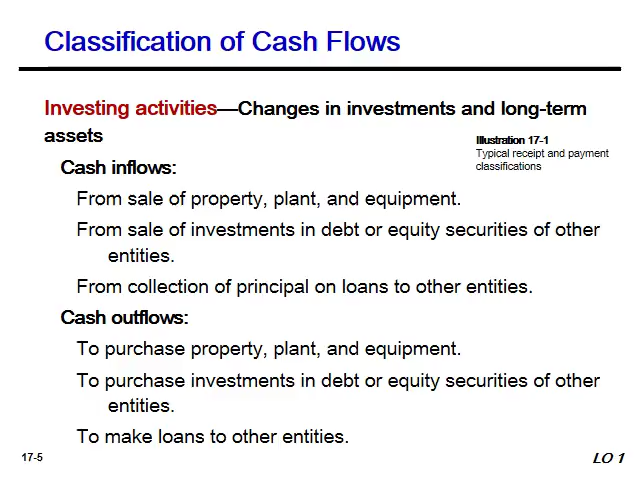 Classification of Cash Flows
Investing activities—Changes in investments and long-term
assets
Illustration 17-1
Typical receipt and payment
classifications
Cash inflows:
From sale of property, plant, and equipment.
From sale of investments in debt or equity securities of other
entities.
From collection of principal on loans to other entities.
Cash outflows:
To purchase property, plant, and equipment.
To purchase investments in debt or equity securities of other
entities.
To make loans to other entities.
17-5
LO 1